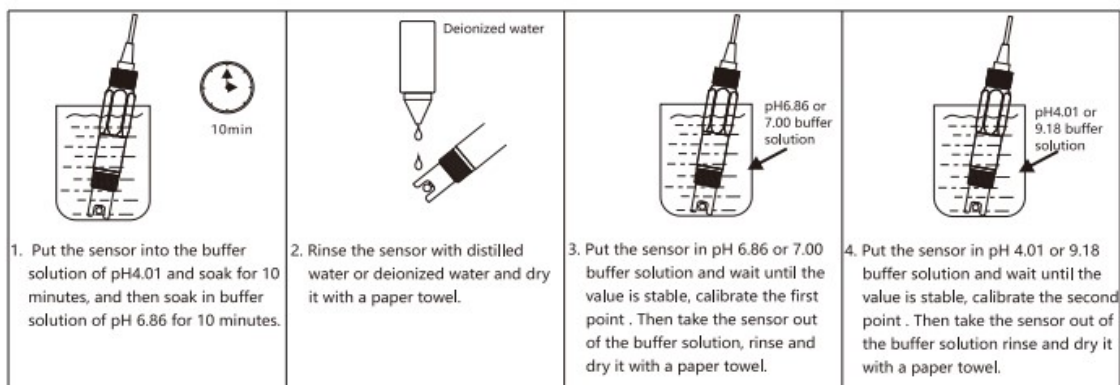 10min
1. Put the sensor into the buffer
solution of pH4.01 and soak for 10
minutes, and then soak in buffer
solution of pH 6.86 for 10 minutes.
Deionized water
2. Rinse the sensor with distilled
water or deionized water and dry
it with a paper towel.
pH6.86 or
7.00 buffer
solution
3. Put the sensor in pH 6.86 or 7.00
buffer solution and wait until the
value is stable, calibrate the first
point . Then take the sensor out
of the buffer solution, rinse and
dry it with a paper towel.
pH4.01 or
9.18 buffer
solution
4. Put the sensor in pH 4.01 or 9.18
buffer solution and wait until the
value is stable, calibrate the second
point . Then take the sensor out of
the buffer solution rinse and dry it
with a paper towel.